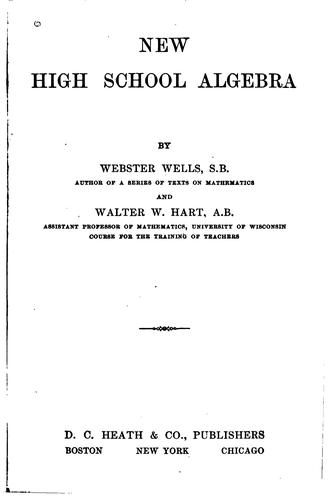 NEW
HIGH SCHOOL ALGEBRA
BY
WEBSTER WELLS, S.B.
AUTHOR OF A SERIES OF TEXTS ON MATHEMATICS
AND
WALTER W. HART, A.B.
ASSISTANT PROFESSOR OF MATHEMATICS, UNIVERSITY OF WISCONSIN
COURSE FOR THE TRAINING OF TEACHERS
D. C. HEATH & CO., PUBLISHERS
BOSTON NEW YORK CHICAGO